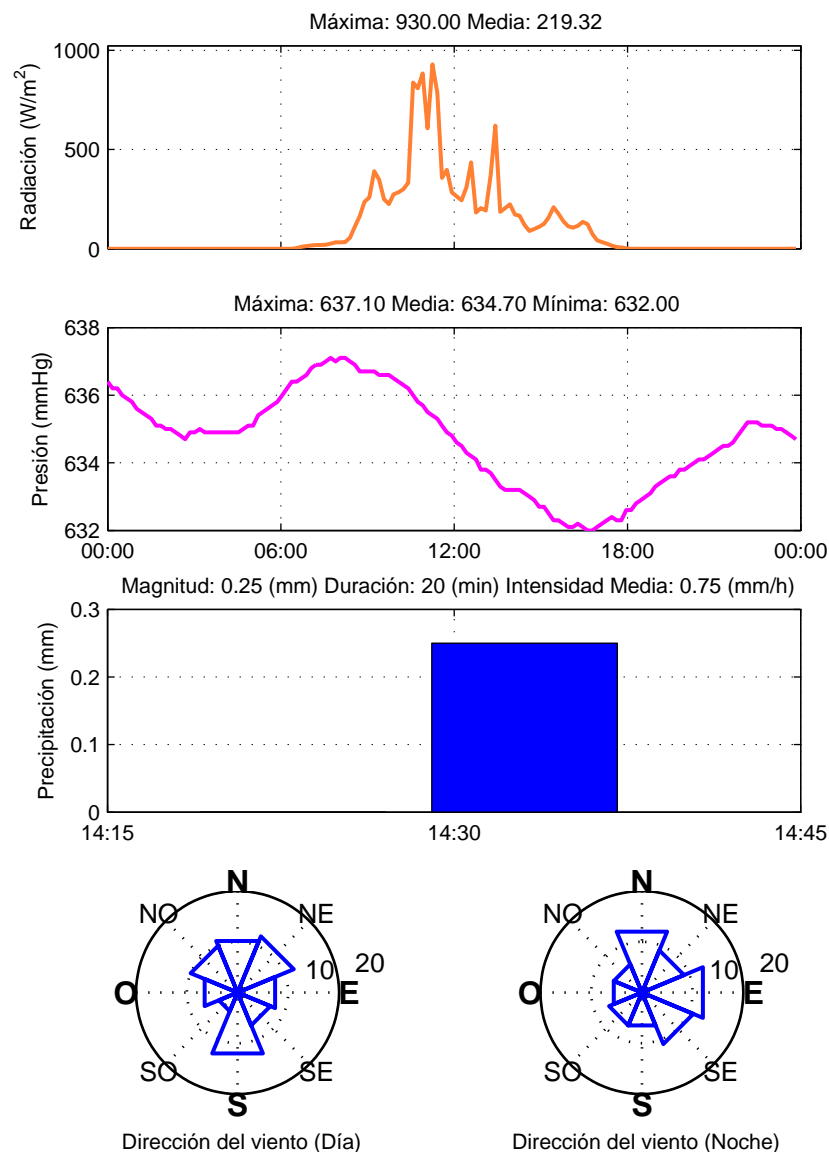 Máxima: 930.00 Media: 219.32
1000
500
0
Radiación (W/m²)
Máxima: 637.10 Media: 634.70 Mínima: 632.00
638
636
634
632
Presión (mmHg)
00:00 06:00 12:00 18:00 00:00
Magnitud: 0.25 (mm) Duración: 20 (min) Intensidad Media: 0.75 (mm/h)
0.3
0.2
0.1
0
Precipitación (mm)
14:15 14:30 14:45
N
NO NE
10 20
O E
SO SE
S
Dirección del viento (Día)
N
NO NE
10 20
O E
SO SE
S
Dirección del viento (Noche)